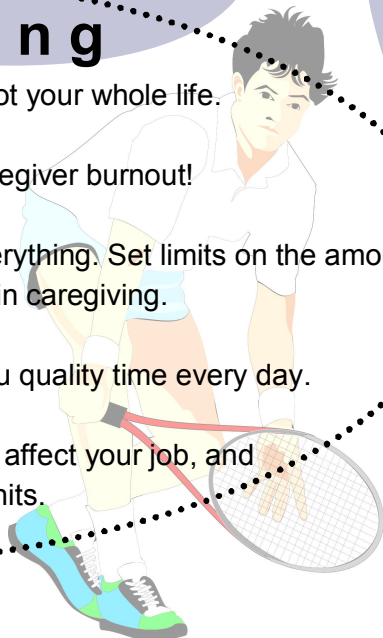 n g
ot your whole life.
egiver burnout!
erything. Set limits on the amo
in caregiving.
u quality time every day.
affect your job, and
nits.